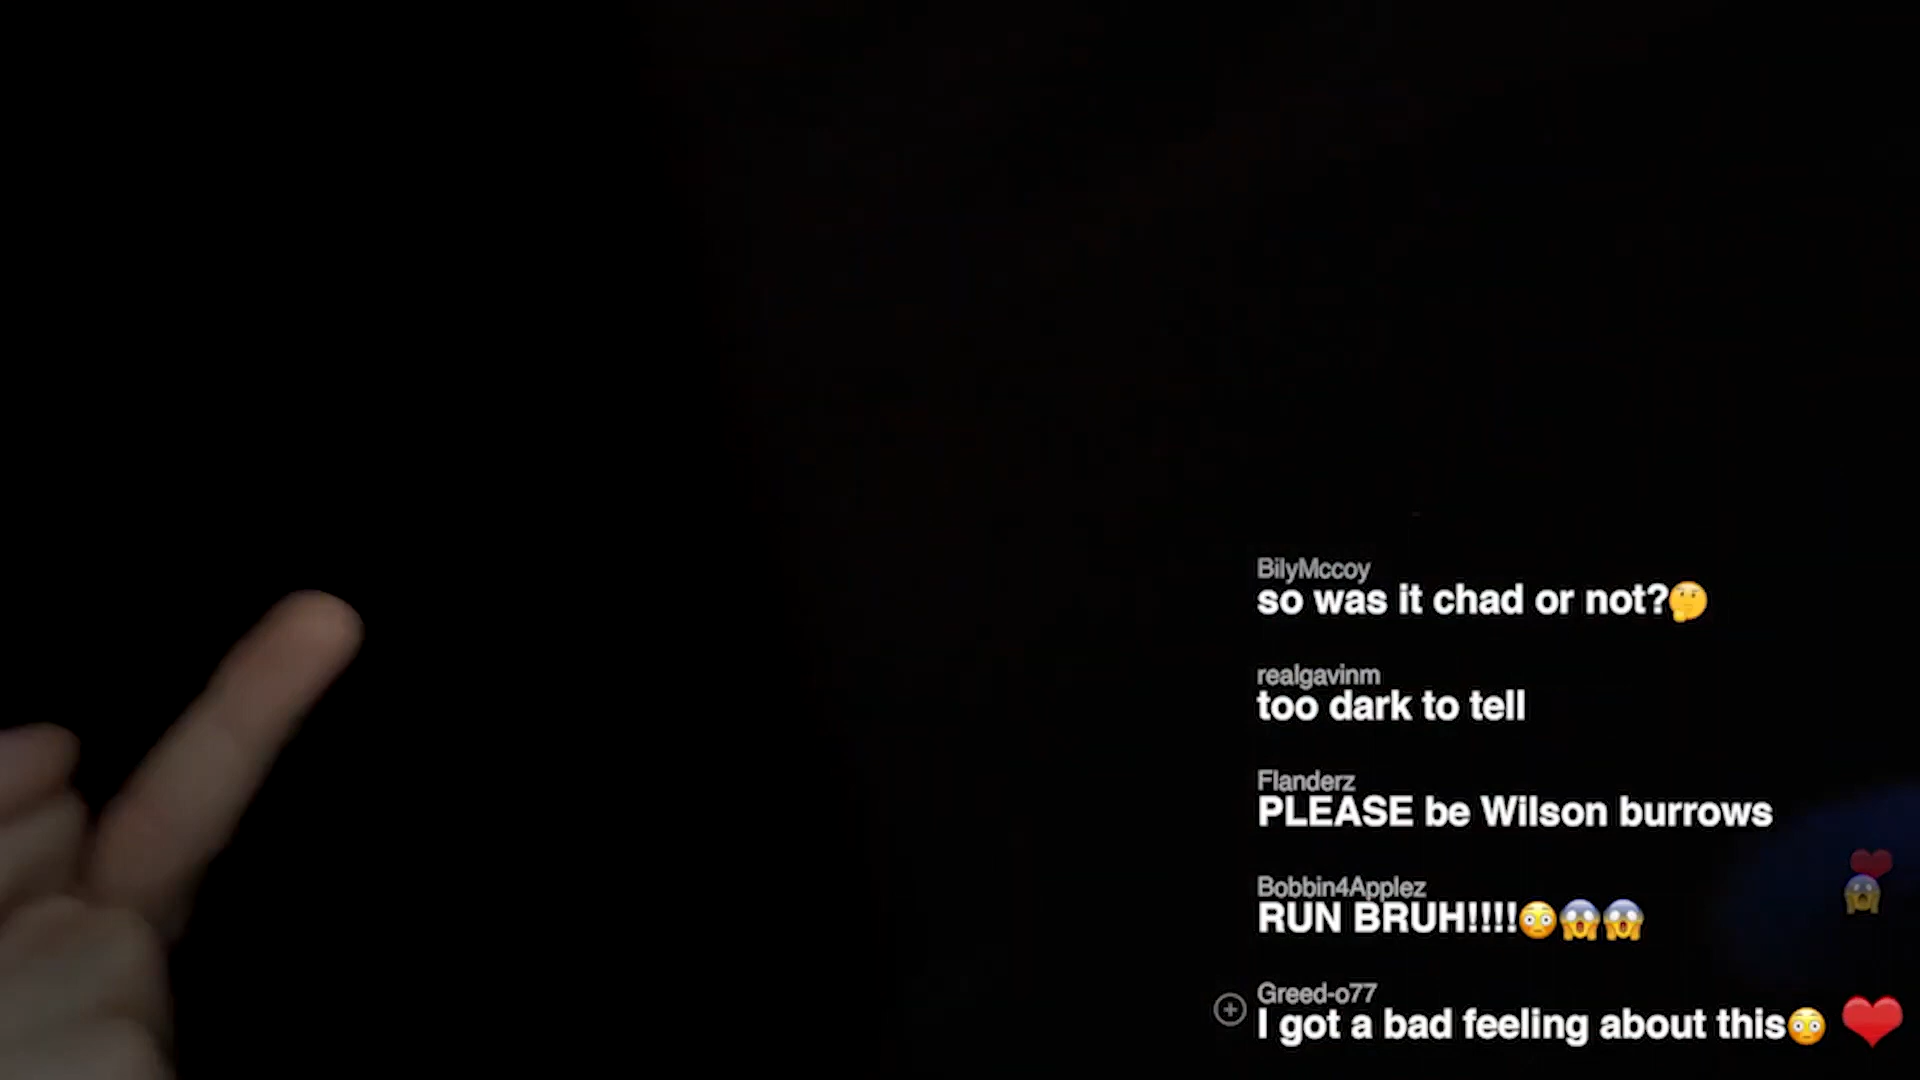 BilyMccoy
so was it chad or not?🤔
realgavinm
too dark to tell
Flanderz
PLEASE be Wilson burrows
Bobbin4Applez
RUN BRUH!!!!😳😱😱
Greed-o77
I got a bad feeling about this😳